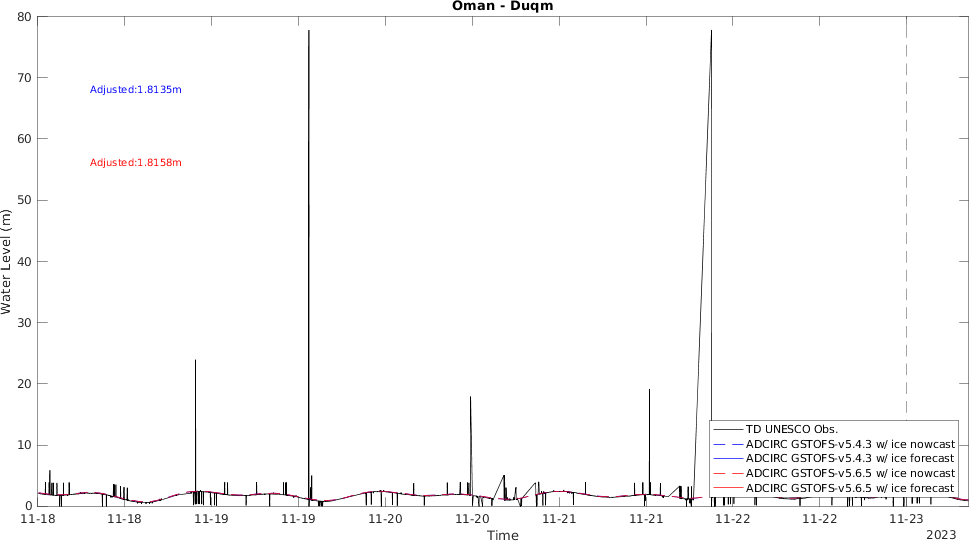 Oman - Duqm
80
70
60
50
40
30
20
10
0
Water Level (m)
Adjusted:1.8135m
Adjusted:1.8158m
TD UNESCO Obs.
ADCIRC GSTOFS-v5.4.3 w/ ice nowcast
ADCIRC GSTOFS-v5.4.3 w/ ice forecast
ADCIRC GSTOFS-v5.6.5 w/ ice nowcast
ADCIRC GSTOFS-v5.6.5 w/ ice forecast
11-18 11-18 11-19 11-19 11-20 11-20 11-21 11-21 11-22 11-22 11-23
Time
2023